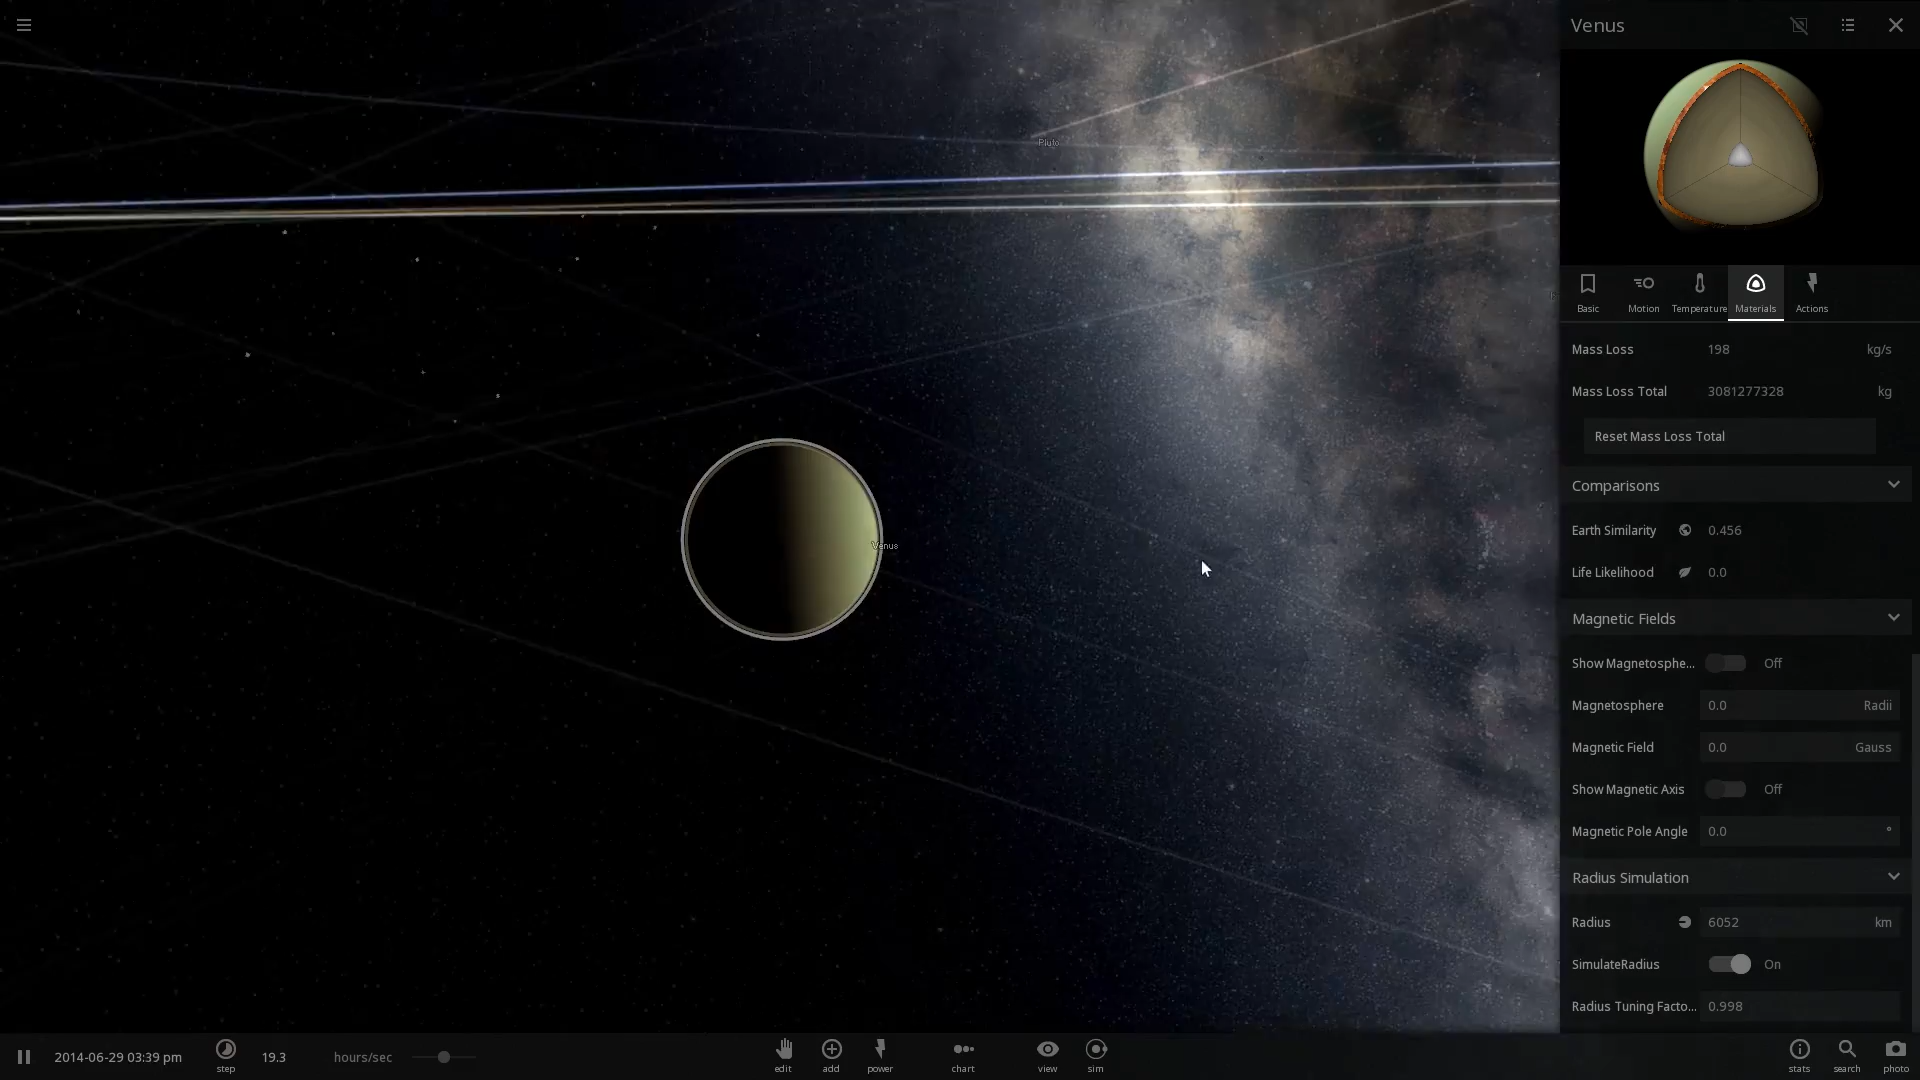 Venus
Pluto
Basic
Motion
Temperature
Materials
Actions
Mass Loss 198 kg/s
Mass Loss Total 3081277328 kg
Reset Mass Loss Total
Comparisons
Earth Similarity 0.456
Venus
Life Likelihood 0.0
Magnetic Fields
Show Magnetosphe... Off
Magnetosphere 0.0 Radii
Magnetic Field 0.0 Gauss
Show Magnetic Axis Off
Magnetic Pole Angle 0.0 °
Radius Simulation
Radius 6052 km
SimulateRadius On
Radius Tuning Facto... 0.998
2014-06-29 03:39 pm
step
19.3 hours/sec
edit
add
power
chart
view
sim
stats
search
photo